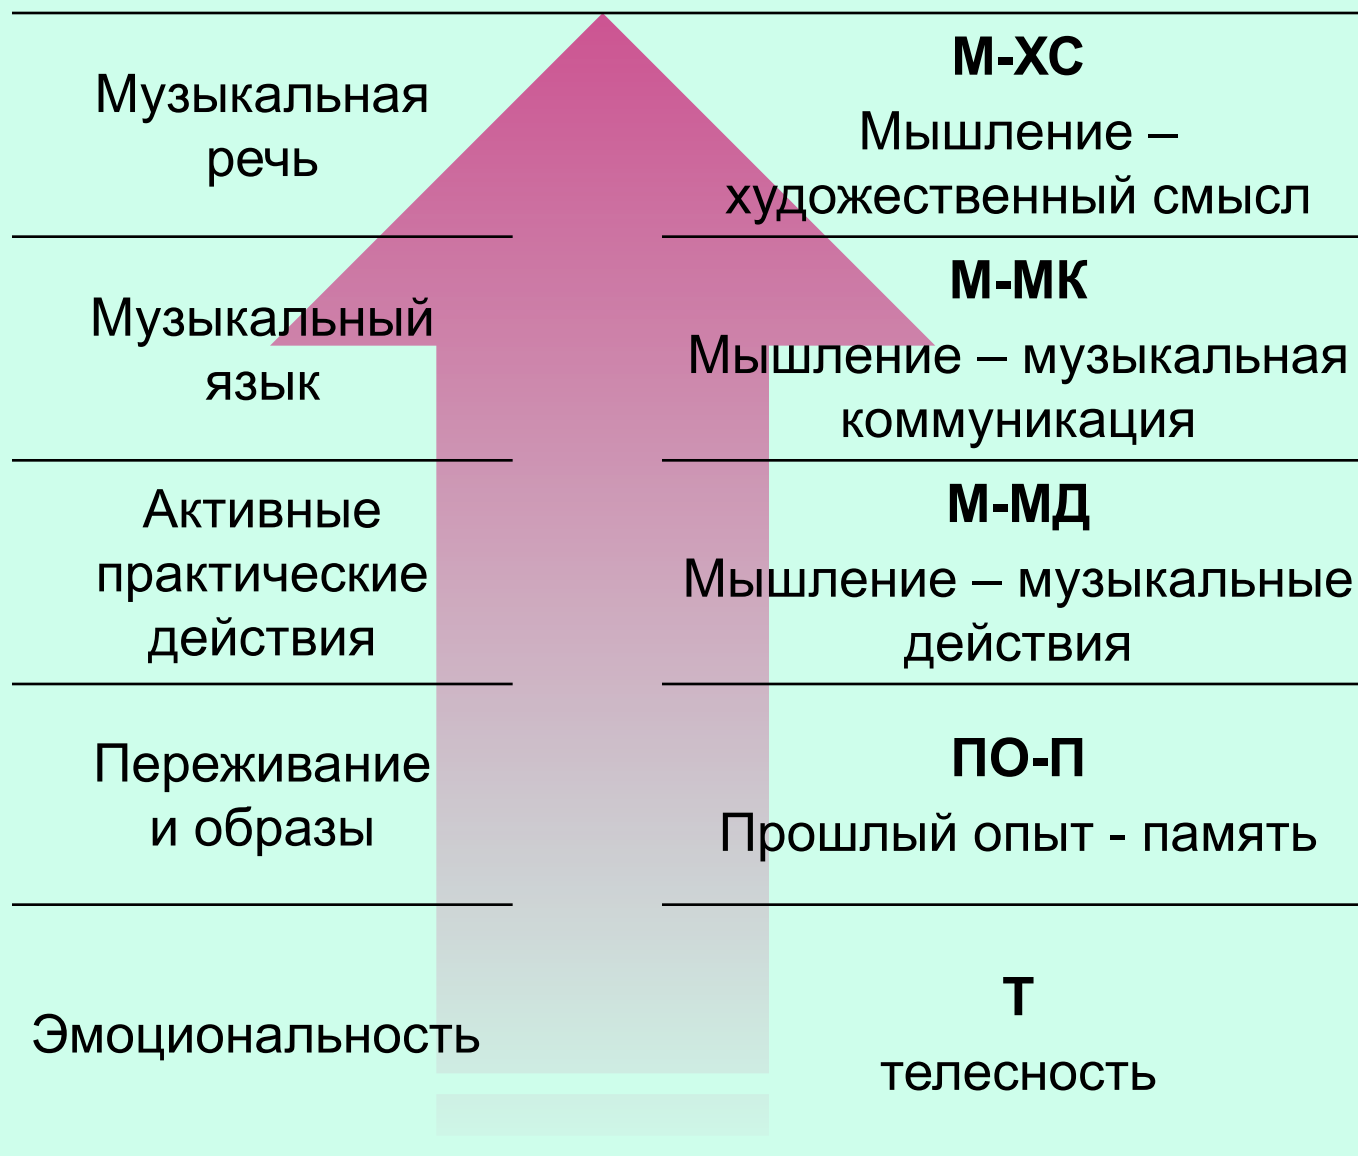 Музыкальная
речь
М-ХС
Мышление –
художественный смысл
Музыкальный
язык
М-МК
Мышление – музыкальная
коммуникация
Активные
практические
действия
М-МД
Мышление – музыкальные
действия
Переживание
и образы
ПО-П
Прошлый опыт - память
Эмоциональность
Т
телесность